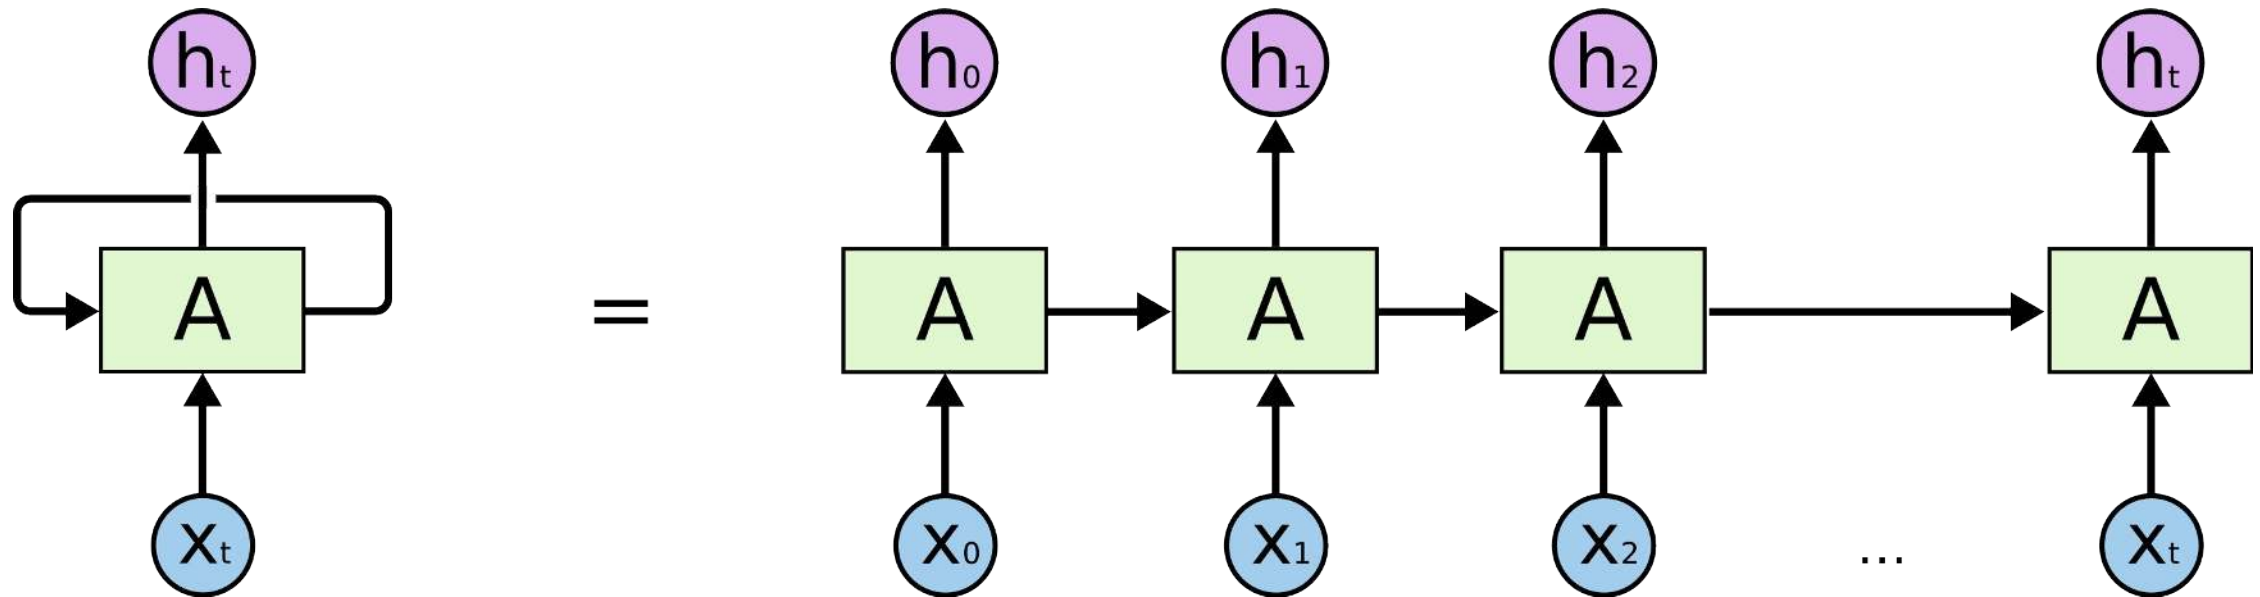 hₜ h₀ h₁ h₂ hₜ
A = A A A A
xₜ x₀ x₁ x₂ ... xₜ